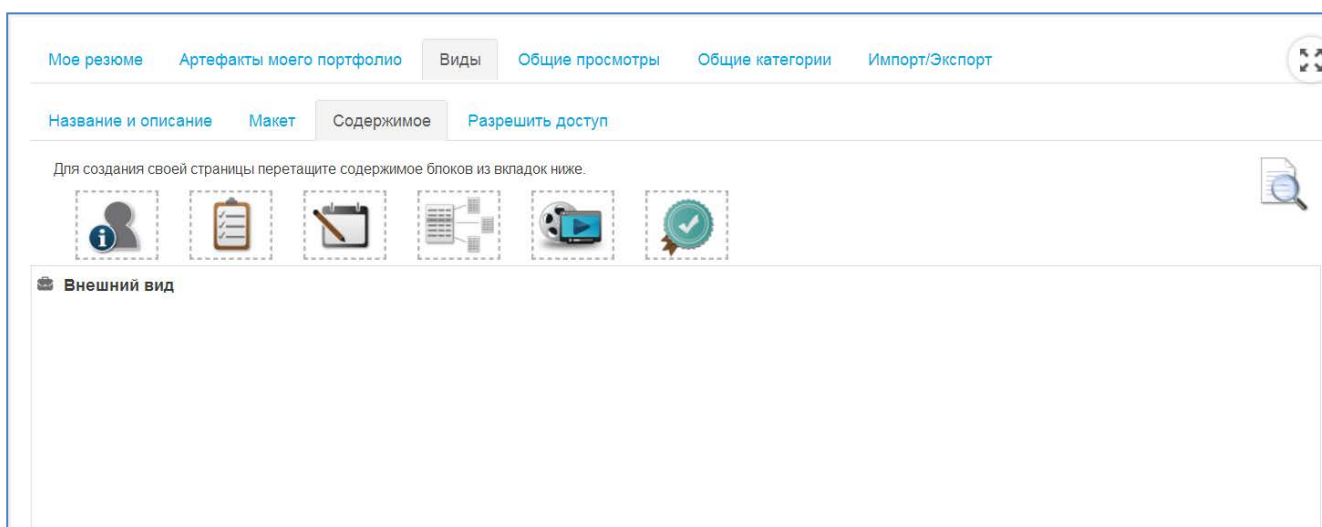 Мое резюме Артефакты моего портфолио Виды Общие просмотры Общие категории Импорт/Экспорт
Название и описание Макет Содержимое Разрешить доступ
Для создания своей страницы перетащите содержимое блоков из вкладок ниже.
Внешний вид